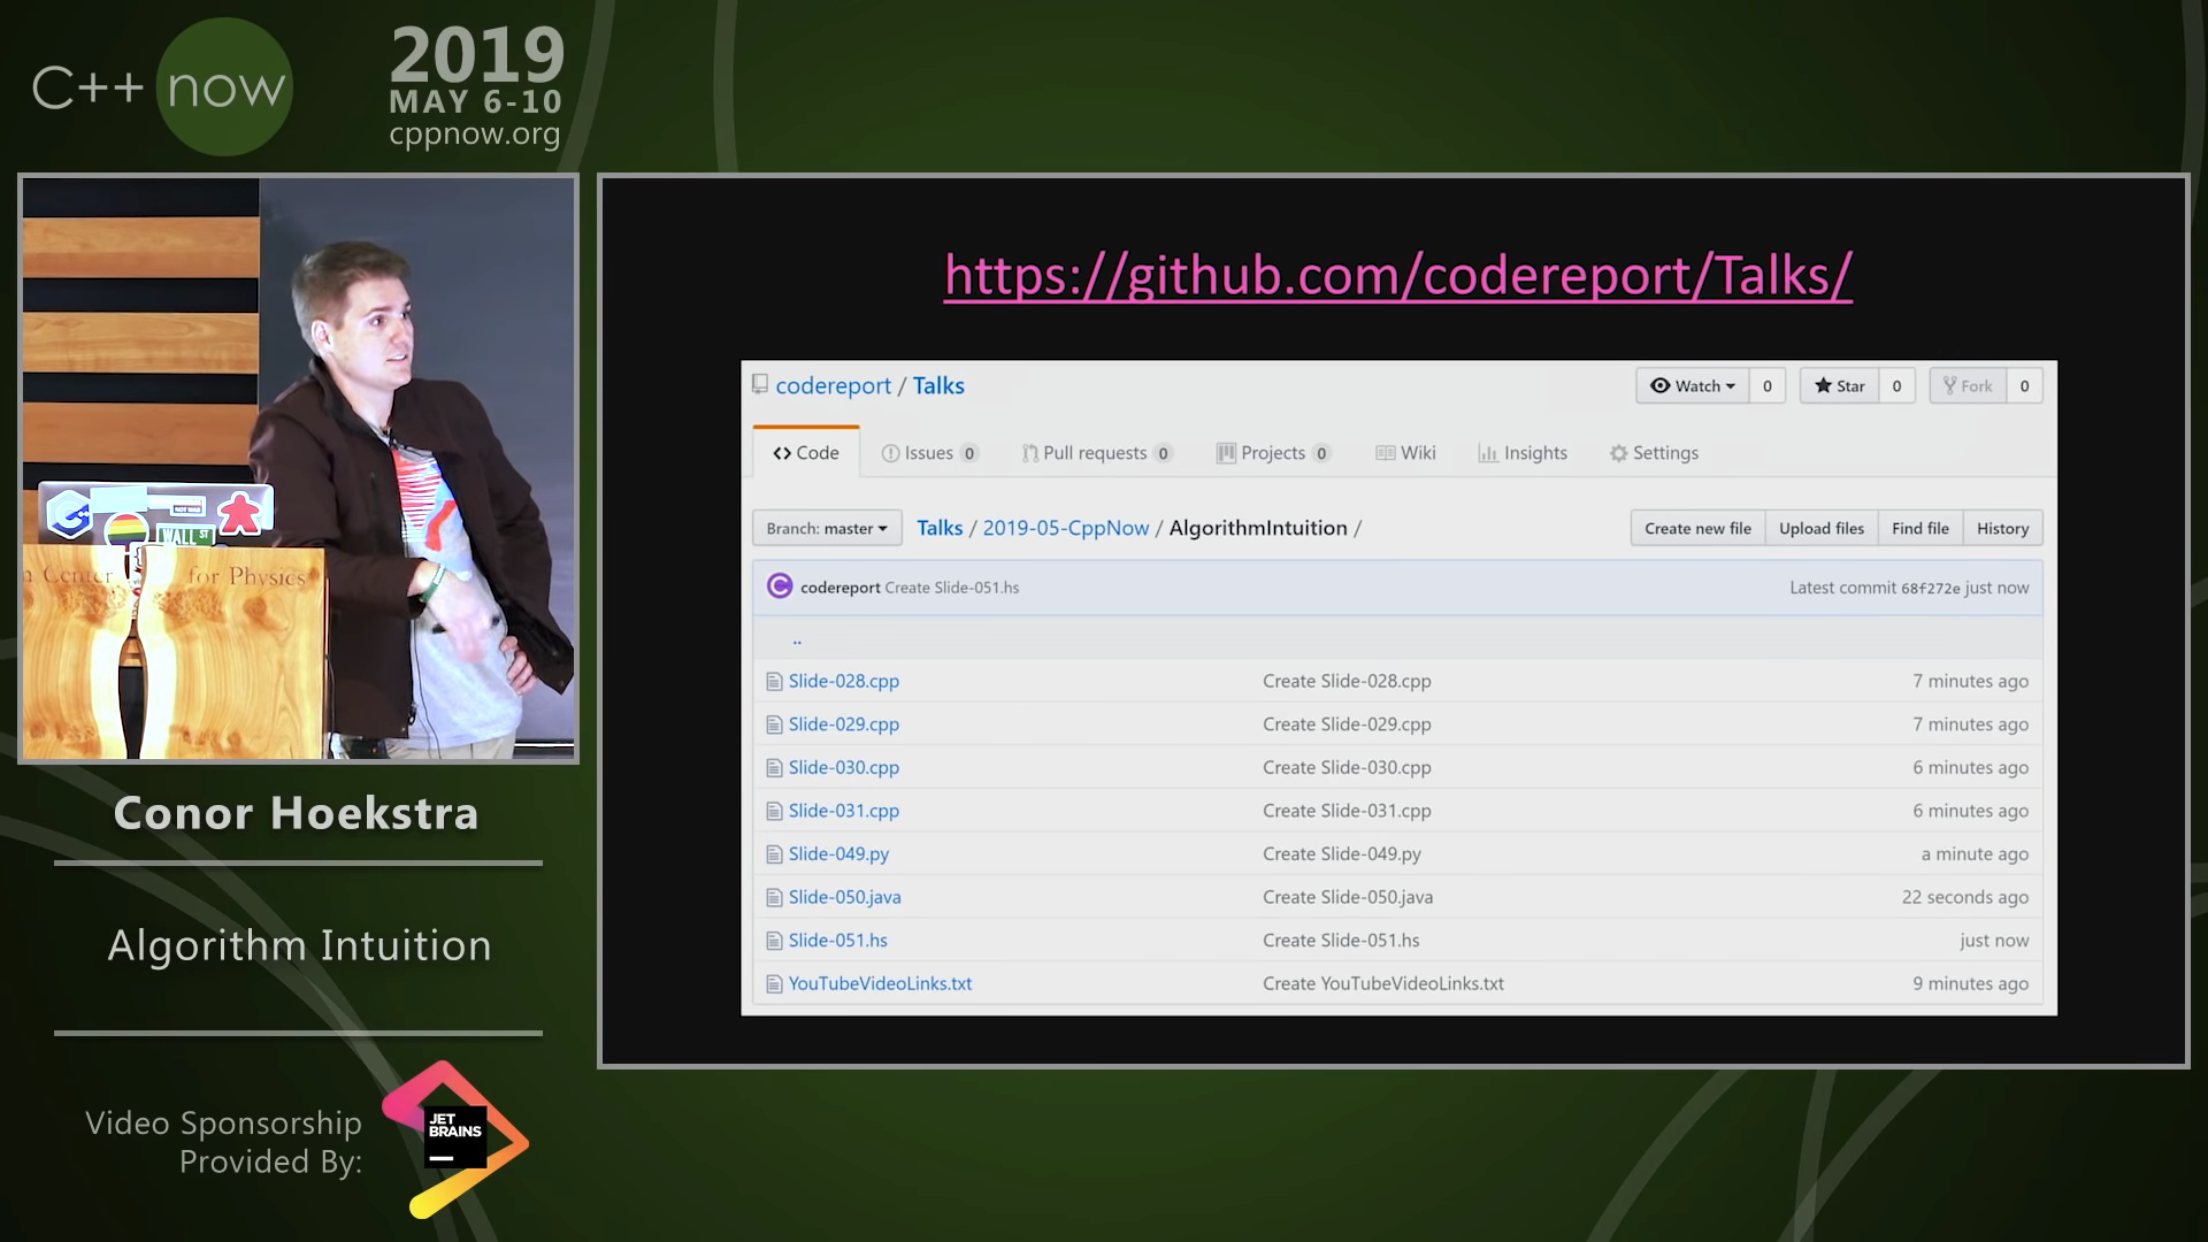 C++ now
2019
MAY 6-10
cppnow.org
WALL ST
n Center for Physics
Conor Hoekstra
Algorithm Intuition
Video Sponsorship
Provided By:
JET
BRAINS
https://github.com/codereport/Talks/
codereport / Talks
Watch 0 Star 0 Fork 0
Code Issues 0 Pull requests 0 Projects 0 Wiki Insights Settings
Branch: master Talks / 2019-05-CppNow / AlgorithmIntuition / Create new file Upload files Find file History
codereport Create Slide-051.hs Latest commit 68f272e just now
..
Slide-028.cpp Create Slide-028.cpp 7 minutes ago
Slide-029.cpp Create Slide-029.cpp 7 minutes ago
Slide-030.cpp Create Slide-030.cpp 6 minutes ago
Slide-031.cpp Create Slide-031.cpp 6 minutes ago
Slide-049.py Create Slide-049.py a minute ago
Slide-050.java Create Slide-050.java 22 seconds ago
Slide-051.hs Create Slide-051.hs just now
YouTubeVideoLinks.txt Create YouTubeVideoLinks.txt 9 minutes ago